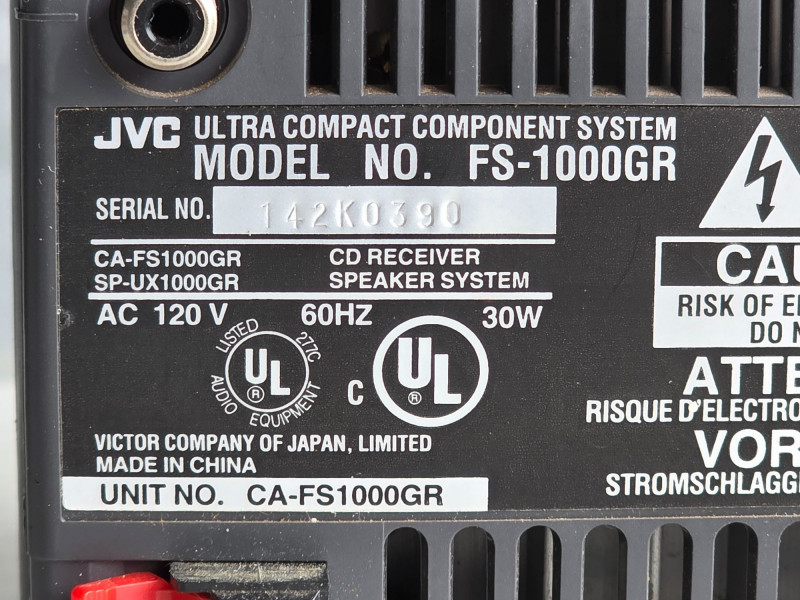 JVC ULTRA COMPACT COMPONENT SYSTEM
MODEL NO. FS-1000GR
SERIAL NO. 142K0390
CA-FS1000GR CD RECEIVER
SP-UX1000GR SPEAKER SYSTEM
AC 120 V 60HZ 30W
LISTED 277C
UL ®
AUDIO EQUIPMENT
C UL ®
VICTOR COMPANY OF JAPAN, LIMITED
MADE IN CHINA
UNIT NO. CA-FS1000GR
CAU
RISK OF EL
DO N
ATTE
RISQUE D'ELECTRO
VOR
STROMSCHLAGG